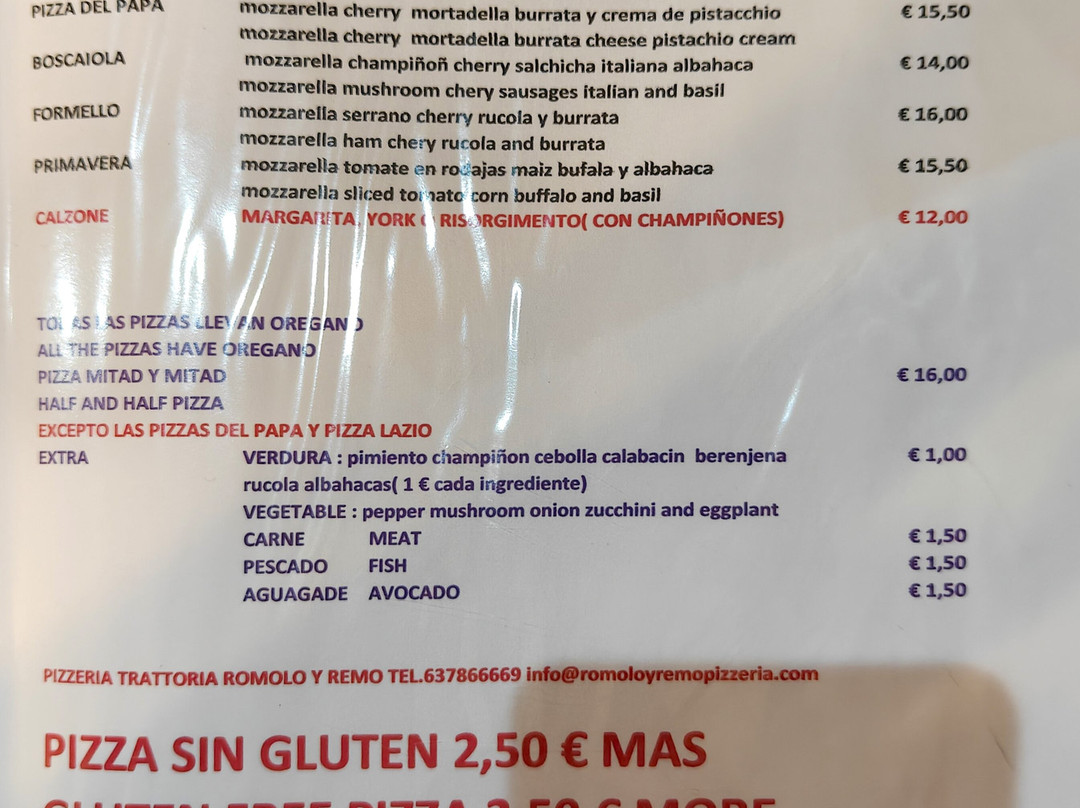 PIZZA DEL PAPA mozzarella cherry mortadella burrata y crema de pistacchio € 15,50
mozzarella cherry mortadella burrata cheese pistachio cream
BOSCAIOLA mozzarella champiñoñ cherry salchicha italiana albahaca € 14,00
mozzarella mushroom chery sausages italian and basil
FORMELLO mozzarella serrano cherry rucola y burrata € 16,00
mozzarella ham chery rucola and burrata
PRIMAVERA mozzarella tomate en rodajas maiz bufala y albahaca € 15,50
mozzarella sliced tomato corn buffalo and basil
CALZONE MARGARITA, YORK O RISORGIMENTO( CON CHAMPIÑONES) € 12,00
TODAS LAS PIZZAS LLEVAN OREGANO
ALL THE PIZZAS HAVE OREGANO
PIZZA MITAD Y MITAD € 16,00
HALF AND HALF PIZZA
EXCEPTO LAS PIZZAS DEL PAPA Y PIZZA LAZIO
EXTRA VERDURA : pimiento champiñon cebolla calabacin berenjena € 1,00
rucola albahacas( 1 € cada ingrediente)
VEGETABLE : pepper mushroom onion zucchini and eggplant
CARNE MEAT € 1,50
PESCADO FISH € 1,50
AGUAGADE AVOCADO € 1,50
PIZZERIA TRATTORIA ROMOLO Y REMO TEL.637866669 info@romoloyremopizzeria.com
PIZZA SIN GLUTEN 2,50 € MAS
GLUTEN FREE PIZZA 2,50 € MORE